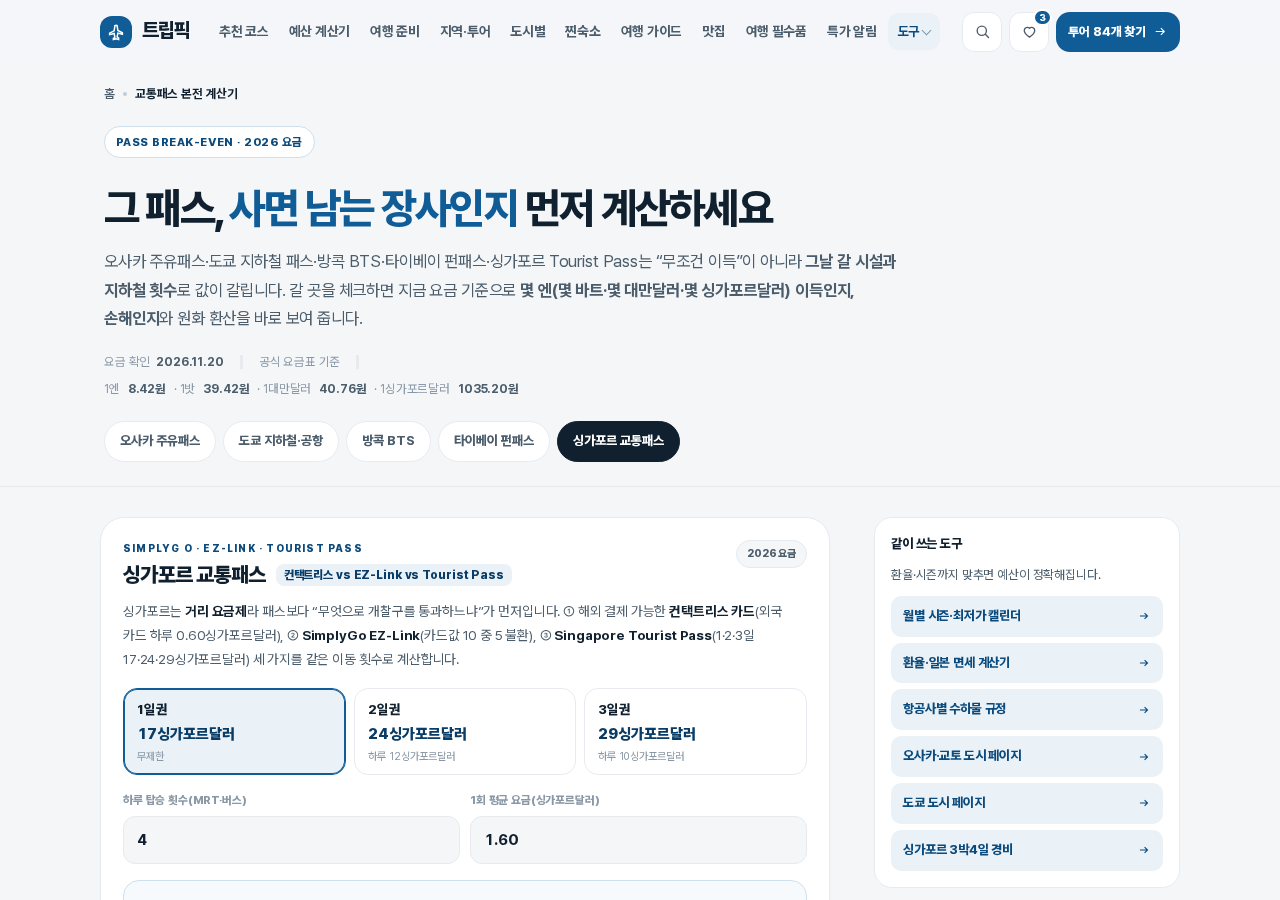 트립픽
추천 코스
예산 계산기
여행 준비
지역·투어
도시별
찐숙소
여행 가이드
맛집
여행 필수품
특가 알림
도구
3
투어 84개 찾기 →
홈 • 교통패스 본전 계산기
PASS BREAK-EVEN · 2026 요금
그 패스, 사면 남는 장사인지 먼저 계산하세요
오사카 주유패스·도쿄 지하철 패스·방콕 BTS·타이베이 펀패스·싱가포르 Tourist Pass는 “무조건 이득”이 아니라 그날 갈 시설과
지하철 횟수로 값이 갈립니다. 갈 곳을 체크하면 지금 요금 기준으로 몇 엔(몇 바트·몇 대만달러·몇 싱가포르달러) 이득인지,
손해인지와 원화 환산을 바로 보여 줍니다.
요금 확인 2026.11.20 | 공식 요금표 기준 |
1엔 8.42원 · 1밧 39.42원 · 1대만달러 40.76원 · 1싱가포르달러 1035.20원
오사카 주유패스
도쿄 지하철·공항
방콕 BTS
타이베이 펀패스
싱가포르 교통패스
SIMPLYGO · EZ-LINK · TOURIST PASS
2026 요금
싱가포르 교통패스 컨택트리스 vs EZ-Link vs Tourist Pass
싱가포르는 거리 요금제라 패스보다 “무엇으로 개찰구를 통과하느냐”가 먼저입니다. ① 해외 결제 가능한 컨택트리스 카드(외국
카드 하루 0.60싱가포르달러), ② SimplyGo EZ-Link(카드값 10 중 5 불환), ③ Singapore Tourist Pass(1·2·3일
17·24·29싱가포르달러) 세 가지를 같은 이동 횟수로 계산합니다.
1일권
17싱가포르달러
무제한
2일권
24싱가포르달러
하루 12싱가포르달러
3일권
29싱가포르달러
하루 10싱가포르달러
하루 탑승 횟수(MRT·버스)
4
1회 평균 요금(싱가포르달러)
1.60
같이 쓰는 도구
환율·시즌까지 맞추면 예산이 정확해집니다.
월별 시즌·최저가 캘린더 →
환율·일본 면세 계산기 →
항공사별 수하물 규정 →
오사카·교토 도시 페이지 →
도쿄 도시 페이지 →
싱가포르 3박4일 경비 →